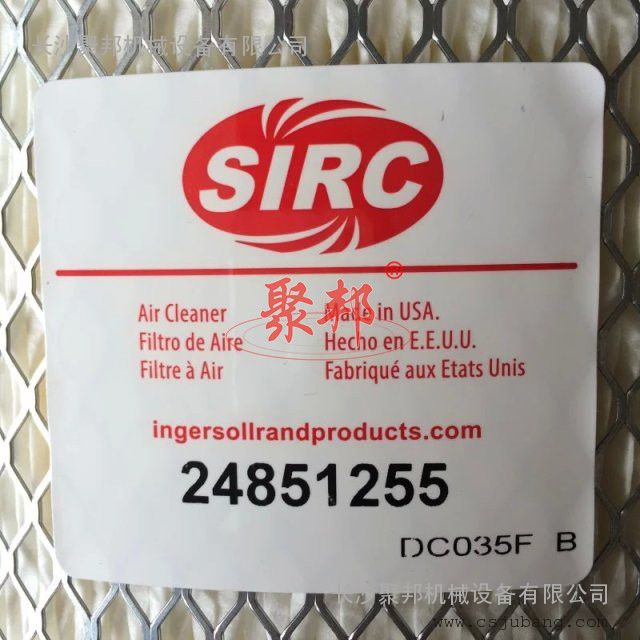 长沙聚邦机械设备有限公司
SIRC
聚邦®
Air Cleaner
Made in USA.
Filtro de Aire
Hecho en E.E.U.U.
Filtre à Air
Fabriqué aux Etats Unis
ingersollrandproducts.com
24851255
DC035F B
长沙聚邦机械设备有限公司
www.csjubang.com